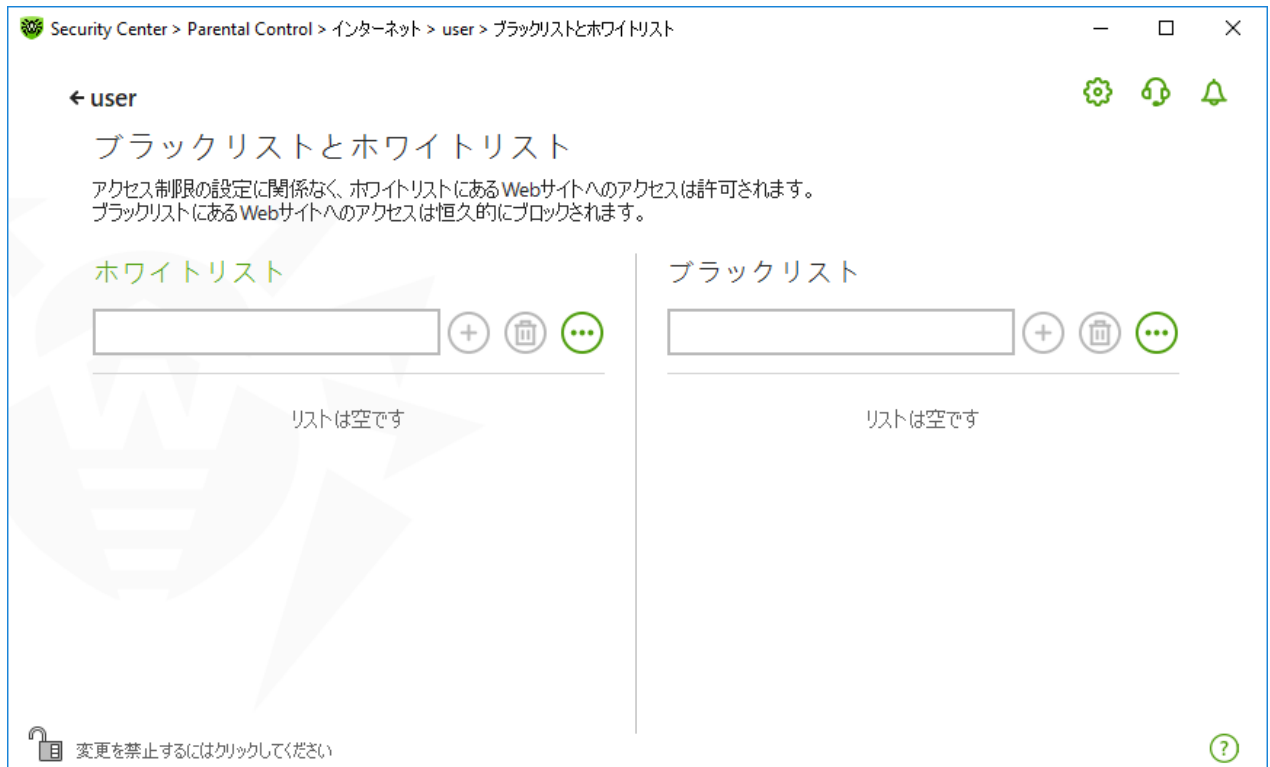 Security Center > Parental Control > インターネット > user > ブラックリストとホワイトリスト
user
ブラックリストとホワイトリスト
アクセス制限の設定に関係なく、ホワイトリストにあるWebサイトへのアクセスは許可されます。
ブラックリストにあるWebサイトへのアクセスは恒久的にブロックされます。
ホワイトリスト
ブラックリスト
リストは空です
リストは空です
変更を禁止するにはクリックしてください
?